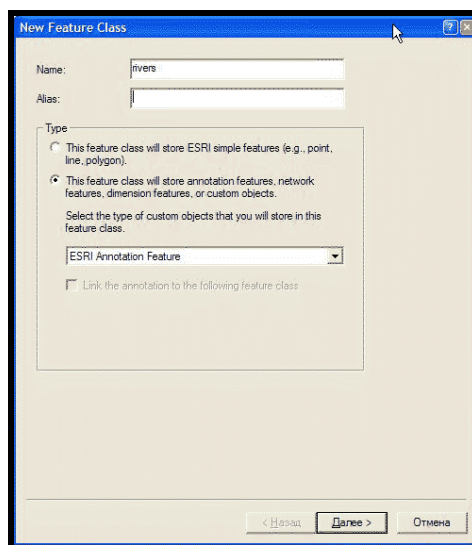 New Feature Class
Name:
rivers
Alias:
Type
This feature class will store ESRI simple features (e.g., point,
line, polygon).
This feature class will store annotation features, network
features, dimension features, or custom objects.
Select the type of custom objects that you will store in this
feature class.
ESRI Annotation Feature
Link the annotation to the following feature class
< Назад
Далее >
Отмена